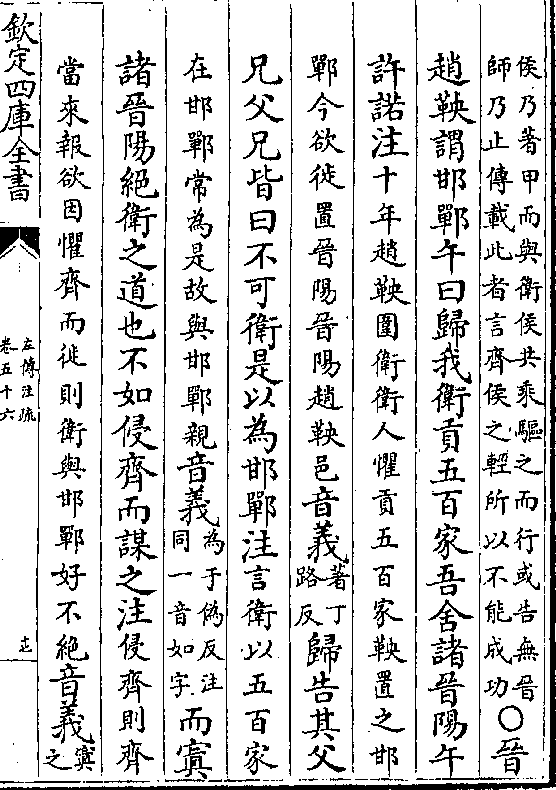 侯乃著甲而與衛侯共乘驅之而行或告無晉
師乃止傳載此者言齊侯之輕所以不能成功〇晉
趙鞅謂邯鄲午曰歸我衛貢五百家吾舍諸晉陽午
許諾注十年趙鞅圍衛衛人懼貢五百家鞅置之邯
鄲今欲徙置晉陽晉陽趙鞅邑音義著丁路反歸告其父
兄父兄皆曰不可衛是以為邯鄲注言衛以五百家
在邯鄲常為是故與邯鄲親音義為于偽反注同一音如字而寘
諸晉陽絶衛之道也不如侵齊而謀之注侵齊則齊
當來報欲因懼齊而徙則衛與邯鄲好不絶音義寘之
欽定四庫全書
左傳注疏
卷五十六